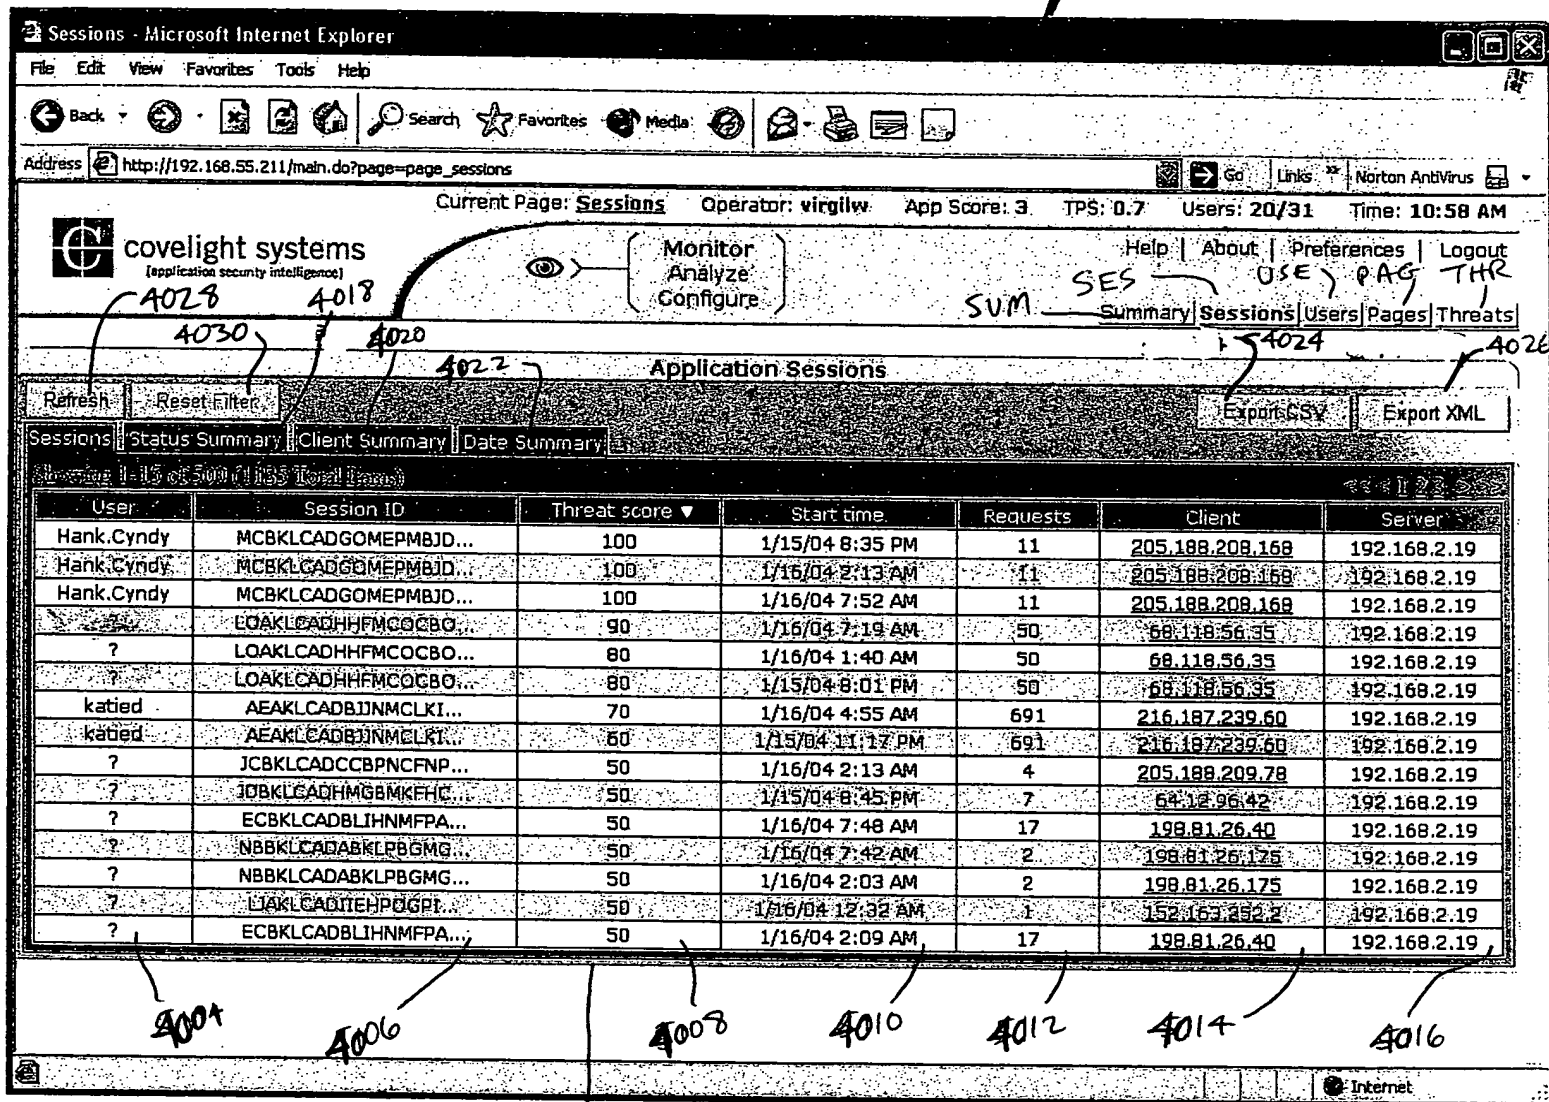 Sessions - Microsoft Internet Explorer
File Edit View Favorites Tools Help
Back Search Favorites Media
Address http://192.168.55.211/main.do?page=page_sessions Go Links Norton AntiVirus
Current Page: Sessions Operator: virgilw App Score: 3 TPS: 0.7 Users: 20/31 Time: 10:58 AM
covelight systems
[application security intelligence]
Monitor
Analyze
Configure
Help | About | Preferences | Logout
SUM SES USE PAG THR
Summary | Sessions | Users | Pages | Threats
4028 4018
4030 4020 4024 4026
4022
Application Sessions
Refresh Reset Filter Export CSV Export XML
Sessions Status Summary Client Summary Date Summary
Showing 1-15 of 500 Total Items)
User Session ID Threat score ▼ Start time Requests Client Server
Hank.Cyndy MCBKLCADGOMEPMBJD... 100 1/15/04 8:35 PM 11 205.188.208.168 192.168.2.19
Hank.Cyndy MCBKLCADGOMEPMBJD... 100 1/16/04 2:13 AM 11 205.188.208.168 192.168.2.19
Hank.Cyndy MCBKLCADGOMEPMBJD... 100 1/16/04 7:52 AM 11 205.188.208.168 192.168.2.19
LOAKLCADHHFMCOCBO... 90 1/16/04 7:19 AM 50 68.118.56.35 192.168.2.19
? LOAKLCADHHFMCOCBO... 80 1/16/04 1:40 AM 50 68.118.56.35 192.168.2.19
? LOAKLCADHHFMCOCBO... 80 1/15/04 8:01 PM 50 68.118.56.35 192.168.2.19
katied AEAKLCADBJJNMCLKI... 70 1/16/04 4:55 AM 691 216.187.239.60 192.168.2.19
katied AEAKLCADBJJNMCLKI... 60 1/15/04 11:17 PM 691 216.187.239.60 192.168.2.19
? JCBKLCADCCBPNCFNP... 50 1/16/04 2:13 AM 4 205.188.209.78 192.168.2.19
? JDBKLCADHMGBMKFHC... 50 1/15/04 8:45 PM 7 64.12.96.42 192.168.2.19
? ECBKLCADBLIHNMFPA... 50 1/16/04 7:48 AM 17 198.81.26.40 192.168.2.19
? NBBKLCADABKLPBGMG... 50 1/16/04 7:42 AM 2 198.81.26.175 192.168.2.19
? NBBKLCADABKLPBGMG... 50 1/16/04 2:03 AM 2 198.81.26.175 192.168.2.19
? 50 1/16/04 12:32 AM 1 152.163.252.2 192.168.2.19
? ECBKLCADBLIHNMFPA... 50 1/16/04 2:09 AM 17 198.81.26.40 192.168.2.19
4004 4006 4008 4010 4012 4014 4016
Internet